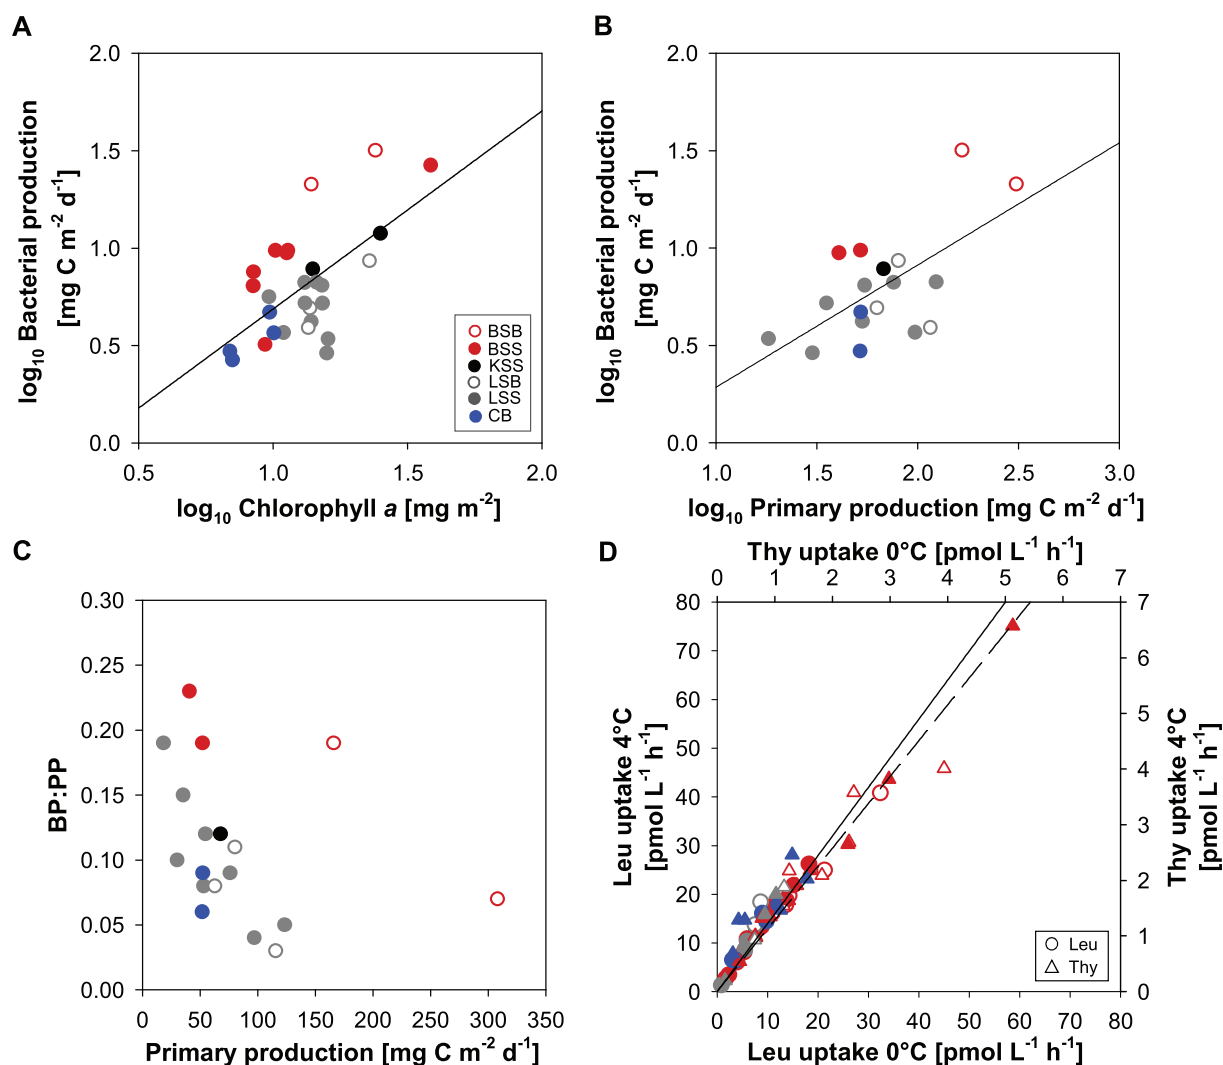 A
log10 Bacterial production
[mg C m-2 d-1]
2.0
1.5
1.0
0.5
0.0
BSB
BSS
KSS
LSB
LSS
CB
0.5 1.0 1.5 2.0
log10 Chlorophyll a [mg m-2]
B
log10 Bacterial production
[mg C m-2 d-1]
2.0
1.5
1.0
0.5
0.0
1.0 1.5 2.0 2.5 3.0
log10 Primary production [mg C m-2 d-1]
C
BP:PP
0.30
0.25
0.20
0.15
0.10
0.05
0.00
0 50 100 150 200 250 300 350
Primary production [mg C m-2 d-1]
D
Thy uptake 0°C [pmol L-1 h-1]
0 1 2 3 4 5 6 7
Leu uptake 4°C
[pmol L-1 h-1]
80
70
60
50
40
30
20
10
0
7
6
5
4
3
2
1
0
Thy uptake 4°C
[pmol L-1 h-1]
Leu
Thy
0 10 20 30 40 50 60 70 80
Leu uptake 0°C [pmol L-1 h-1]